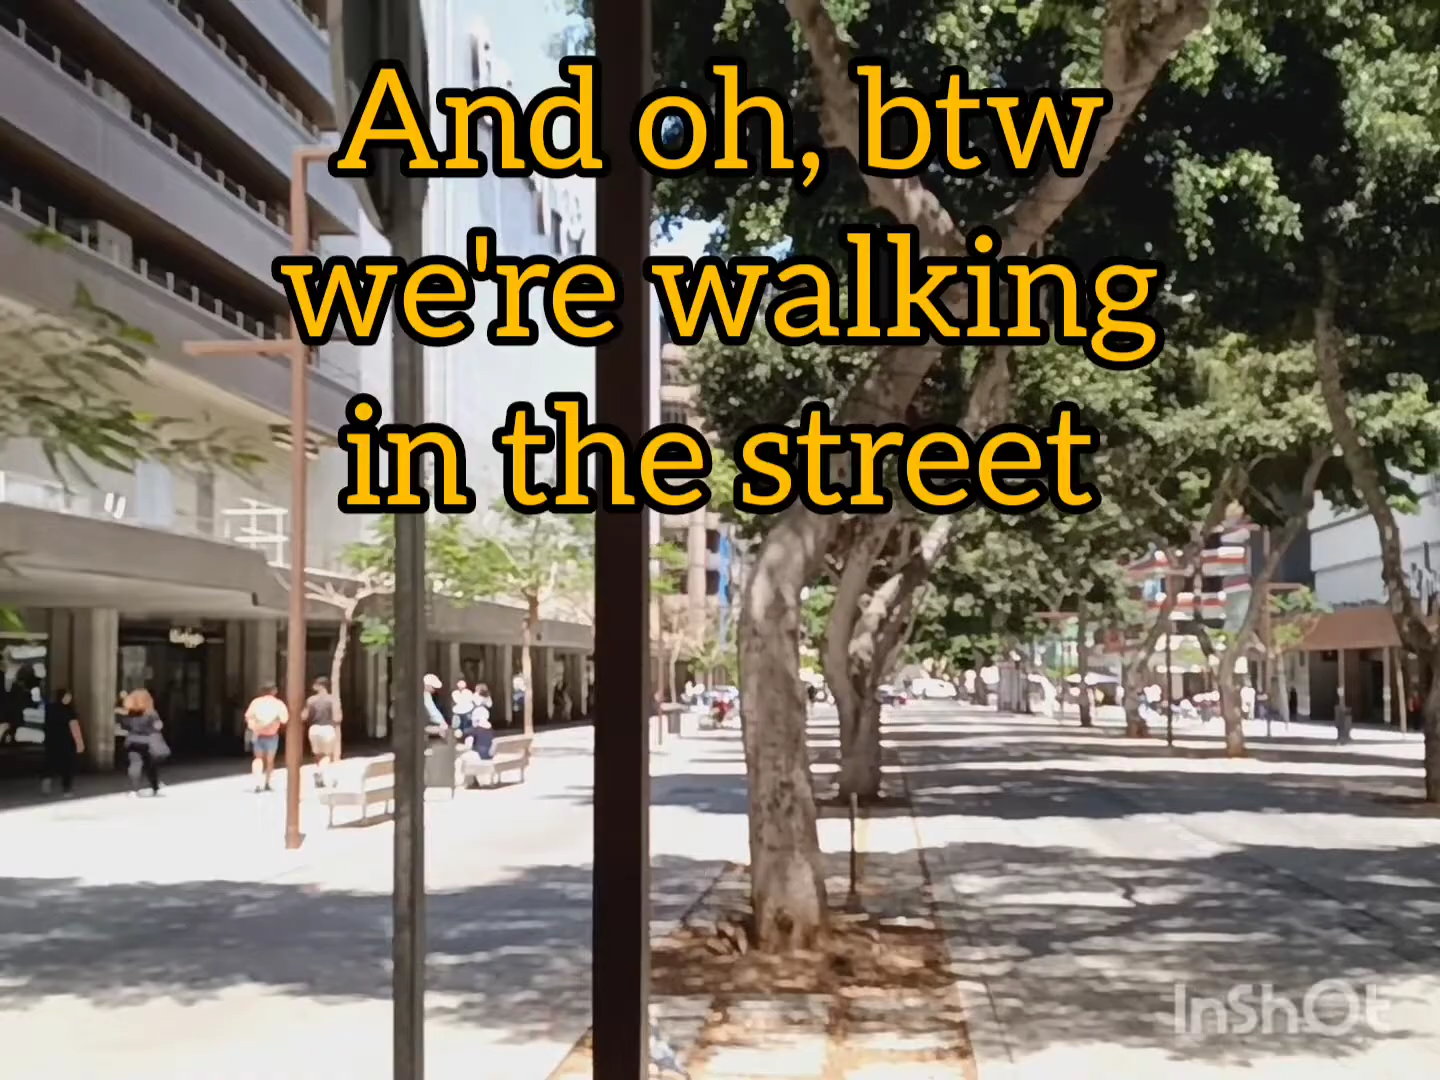 And oh, btw
we're walking
in the street
InShOt